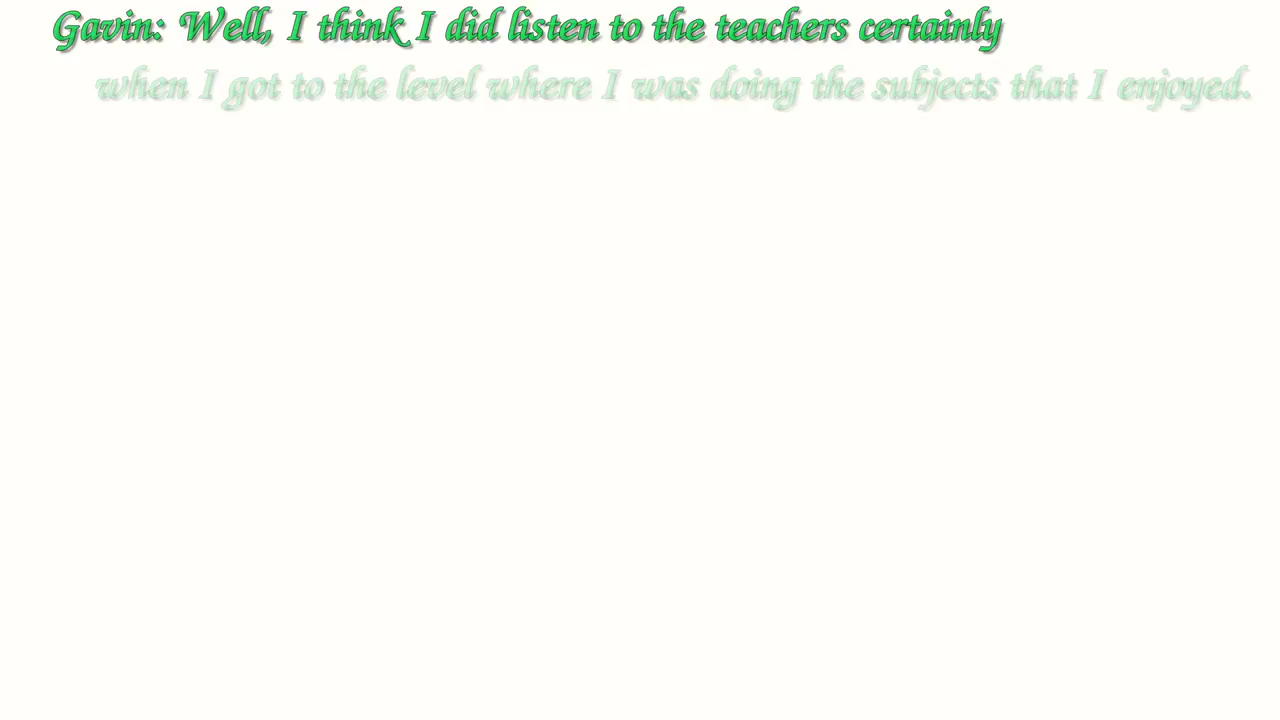 Gavin: Well, I think I did listen to the teachers certainly
when I got to the level where I was doing the subjects that I enjoyed.